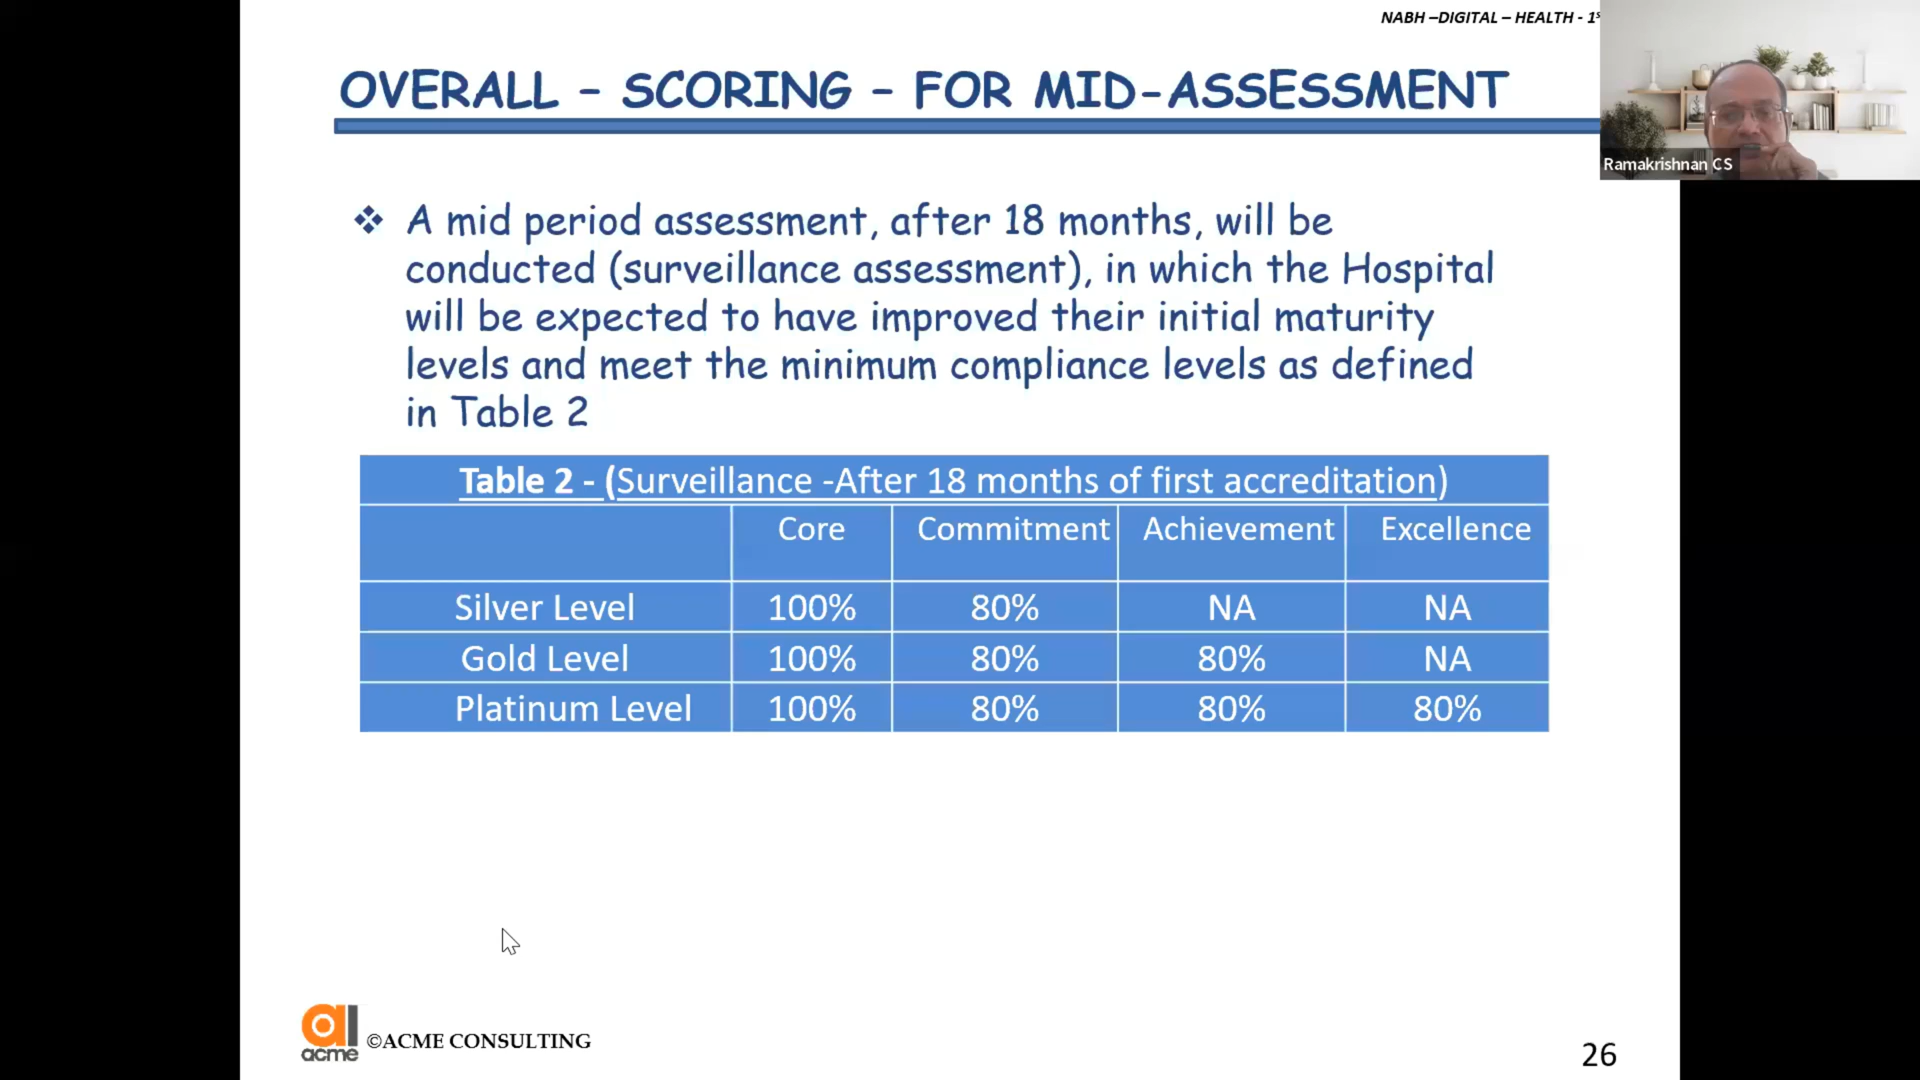 NABH –DIGITAL – HEALTH - 1s
OVERALL – SCORING – FOR MID-ASSESSMENT
Ramakrishnan CS
❖ A mid period assessment, after 18 months, will be
conducted (surveillance assessment), in which the Hospital
will be expected to have improved their initial maturity
levels and meet the minimum compliance levels as defined
in Table 2
Table 2 - (Surveillance -After 18 months of first accreditation)
Core Commitment Achievement Excellence
Silver Level 100% 80% NA NA
Gold Level 100% 80% 80% NA
Platinum Level 100% 80% 80% 80%
acme
©ACME CONSULTING
26